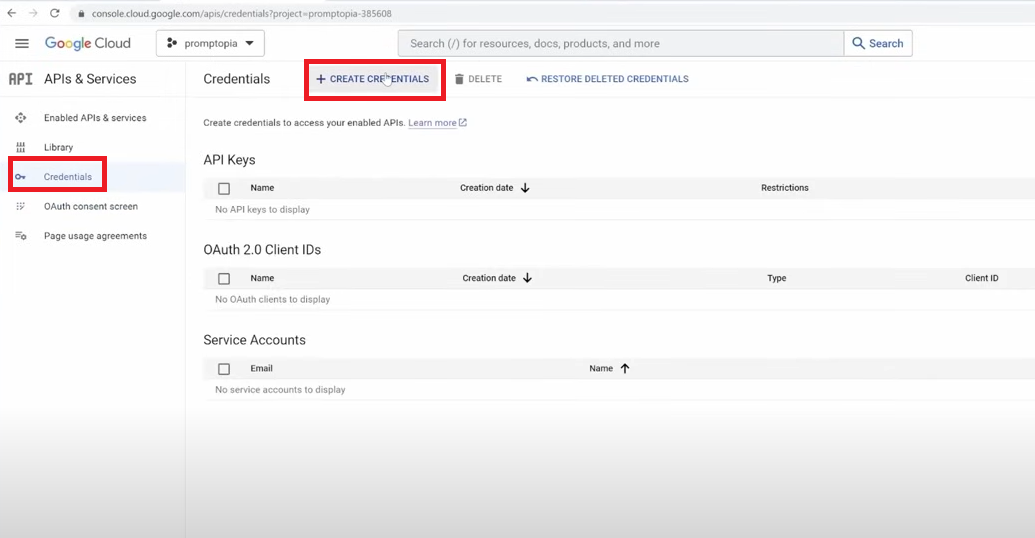 console.cloud.google.com/apis/credentials?project=promptopia-385608
Google Cloud promptopia Search (/) for resources, docs, products, and more Search
API APIs & Services
Enabled APIs & services
Library
Credentials
OAuth consent screen
Page usage agreements
Credentials + CREATE CREDENTIALS DELETE RESTORE DELETED CREDENTIALS
Create credentials to access your enabled APIs. Learn more
API Keys
Name Creation date Restrictions
No API keys to display
OAuth 2.0 Client IDs
Name Creation date Type Client ID
No OAuth clients to display
Service Accounts
Email Name
No service accounts to display